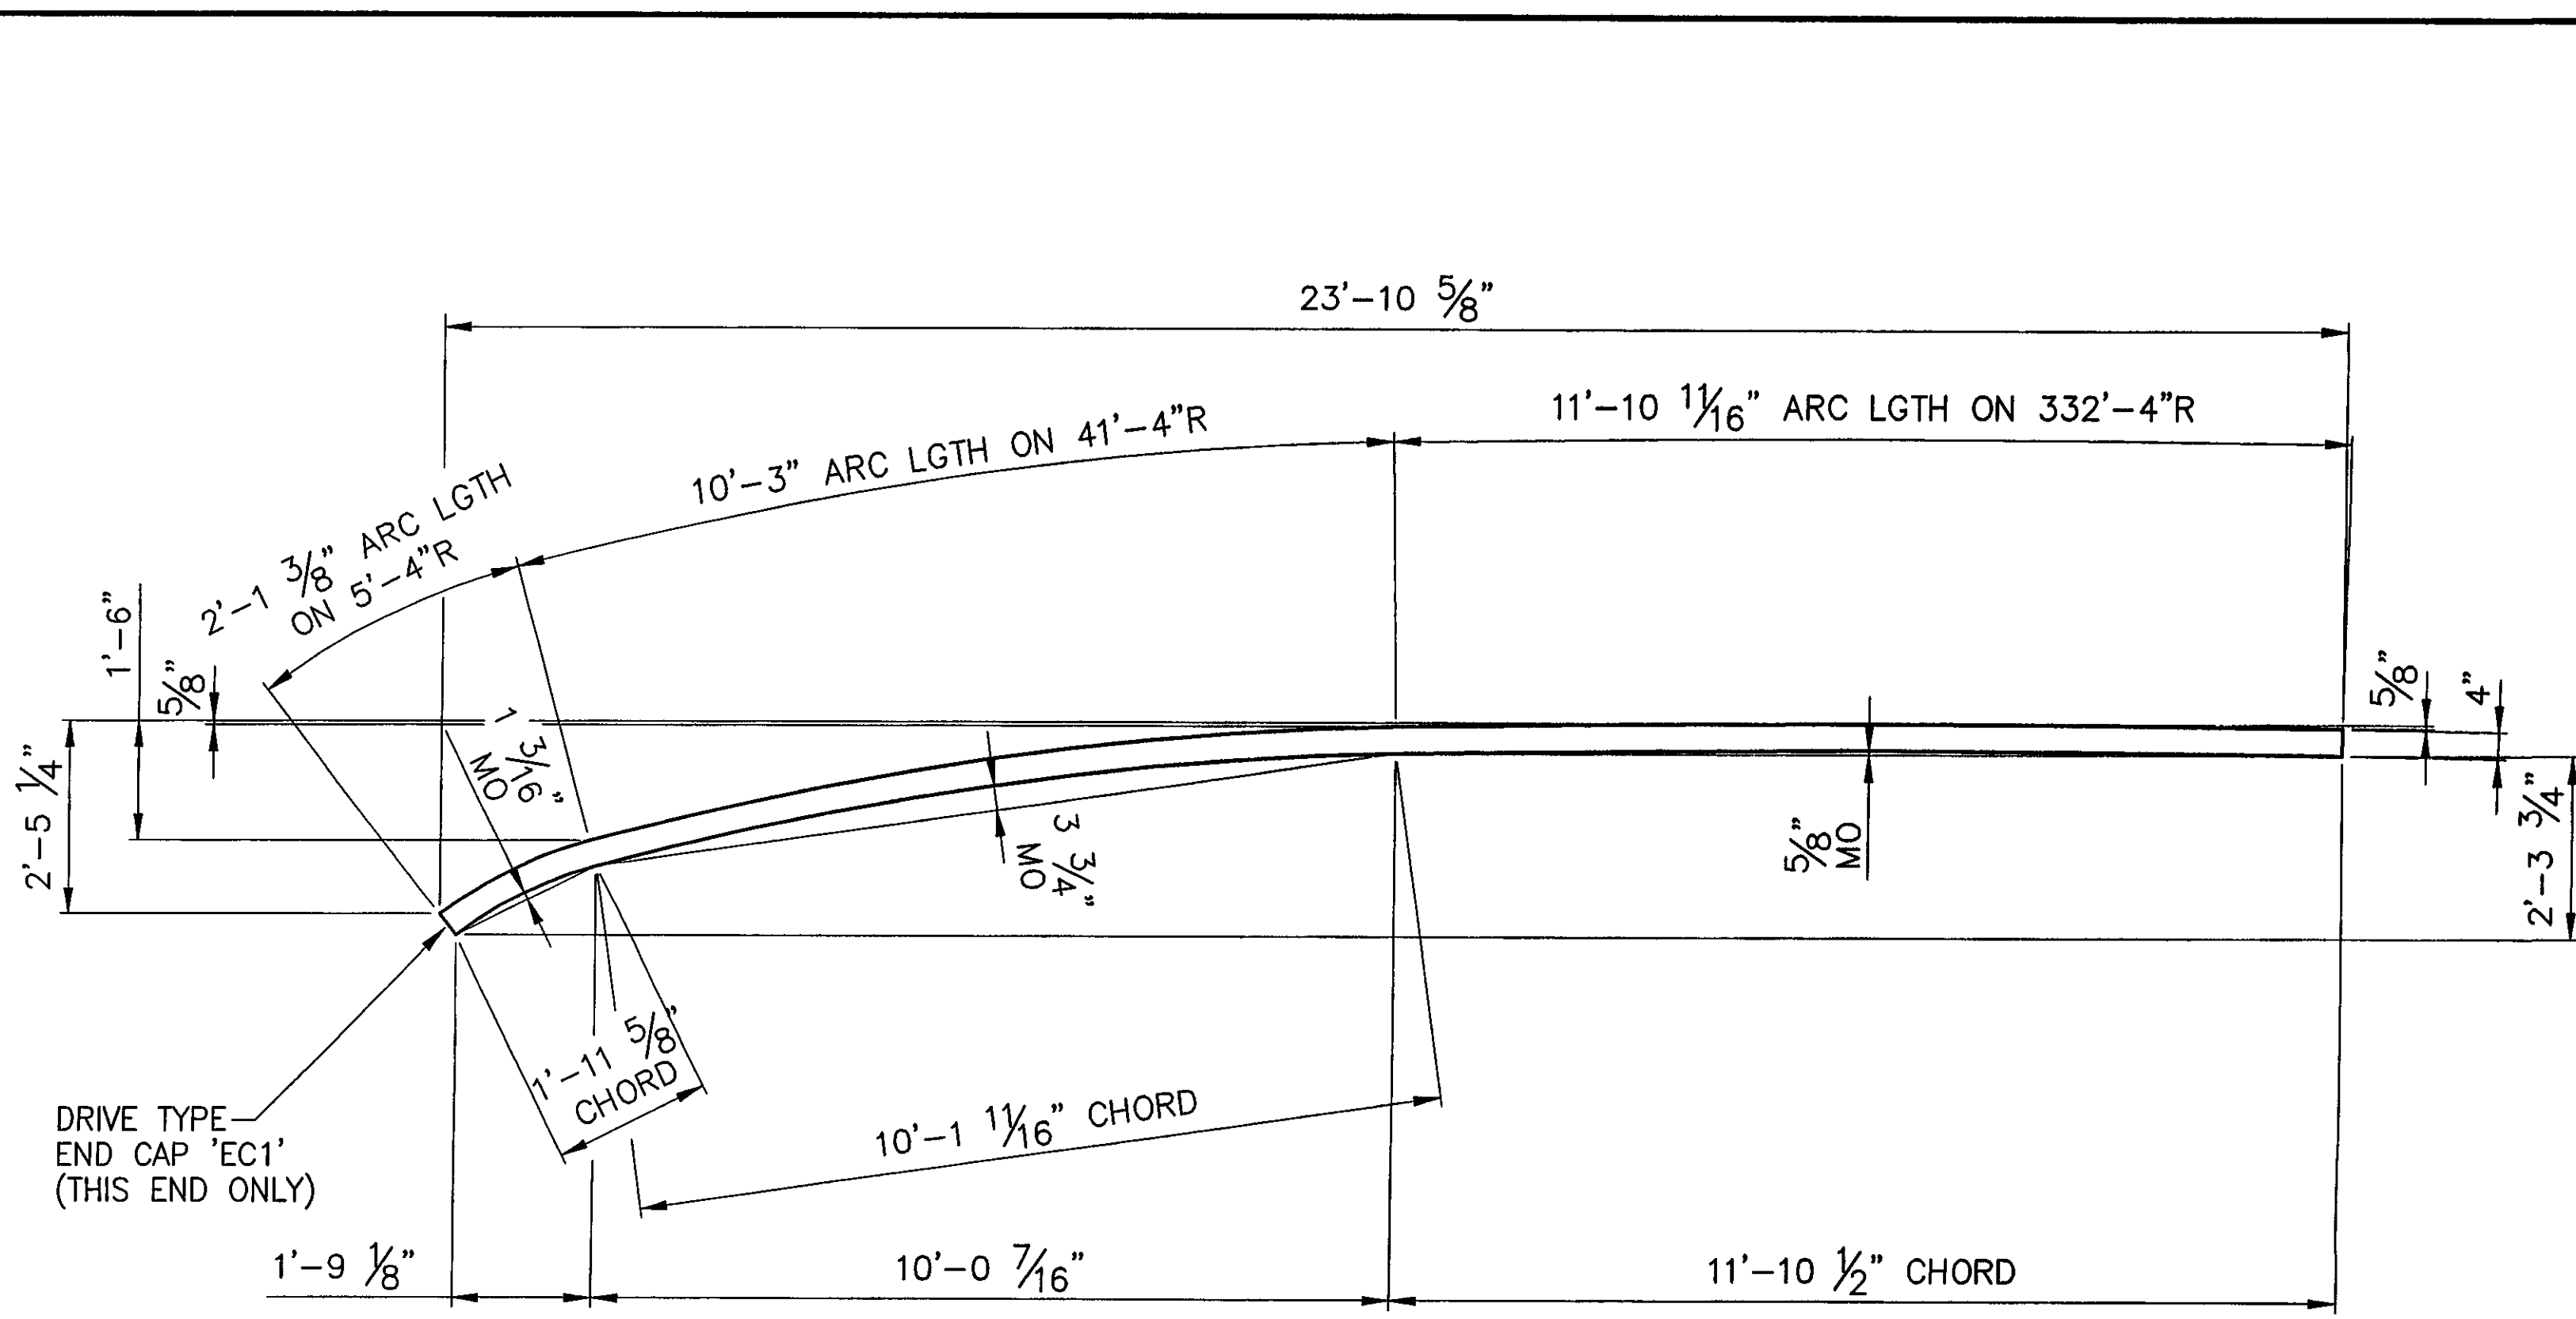 23'-10 5/8"
11'-10 11/16" ARC LGTH ON 332'-4"R
10'-3" ARC LGTH ON 41'-4"R
2'-1 3/8" ARC LGTH
ON 5'-4"R
1'-6"
5/8"
2'-5 1/4"
1 3/16"
MO
3 3/4"
MO
5/8"
MO
5/8"
4"
2'-3 3/4"
1'-11 5/8"
CHORD
10'-1 11/16" CHORD
DRIVE TYPE
END CAP 'EC1'
(THIS END ONLY)
1'-9 1/8"
10'-0 7/16"
11'-10 1/2" CHORD